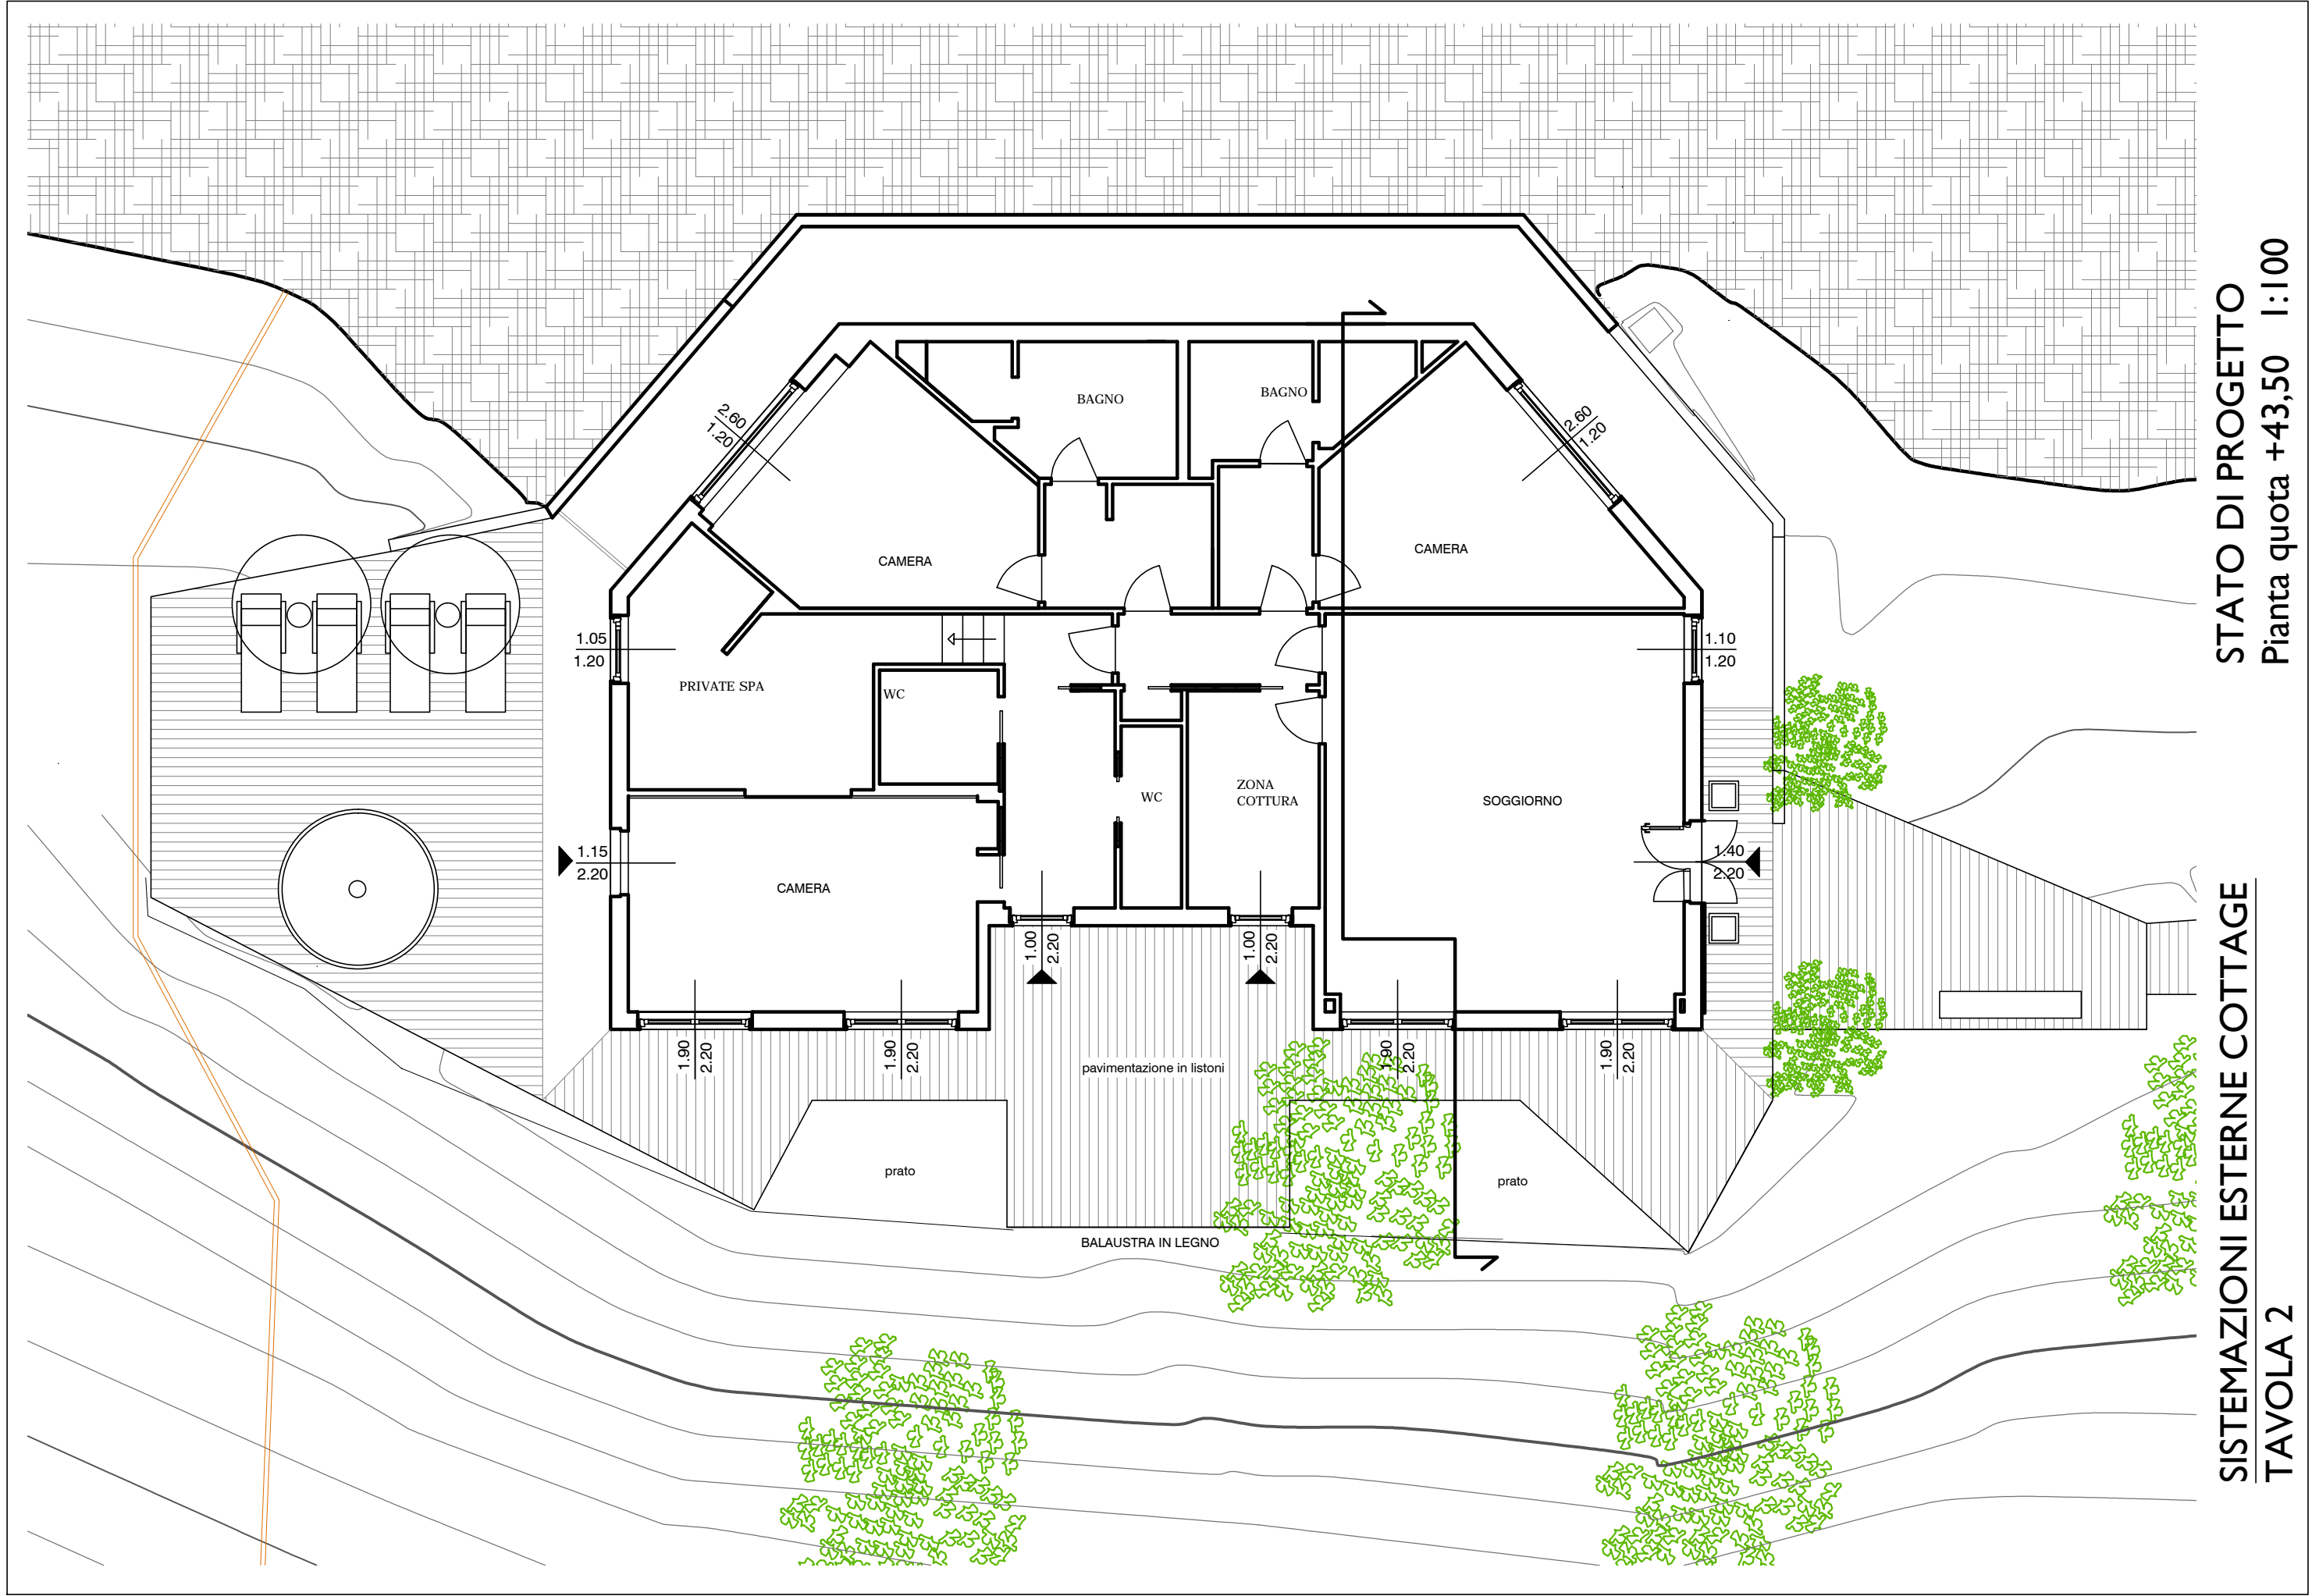 2.60
1.20
BAGNO
BAGNO
2.60
1.20
CAMERA
CAMERA
1.05
1.20
PRIVATE SPA
WC
1.10
1.20
WC
ZONA
COTTURA
SOGGIORNO
1.15
2.20
CAMERA
1.40
2.20
1.00
2.20
1.00
2.20
1.90
2.20
1.90
2.20
1.90
2.20
1.90
2.20
pavimentazione in listoni
prato
prato
BALAUSTRA IN LEGNO
STATO DI PROGETTO
Pianta quota +43,50 1:100
SISTEMAZIONI ESTERNE COTTAGE
TAVOLA 2